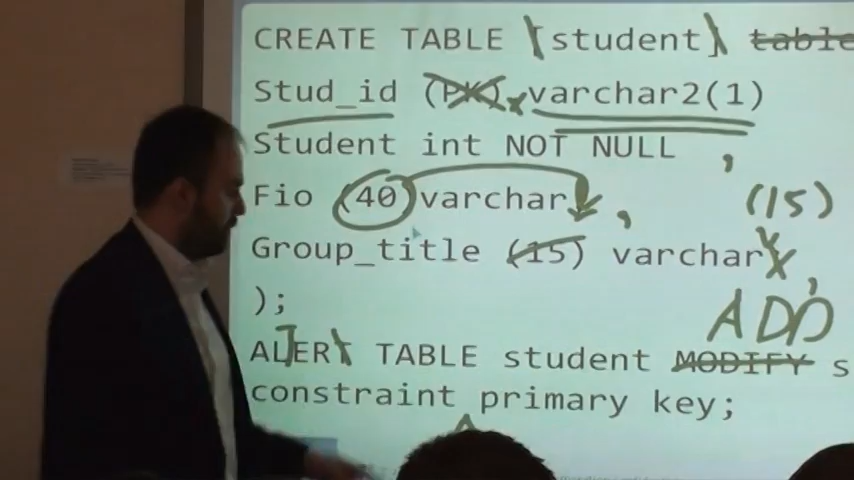 CREATE TABLE (student) table
Stud_id (PK), varchar2(1)
Student int NOT NULL ,
Fio (40) varchar , (15)
Group_title (15) varchar ,
);
ADD
ALERT TABLE student MODIFY s
constraint primary key;